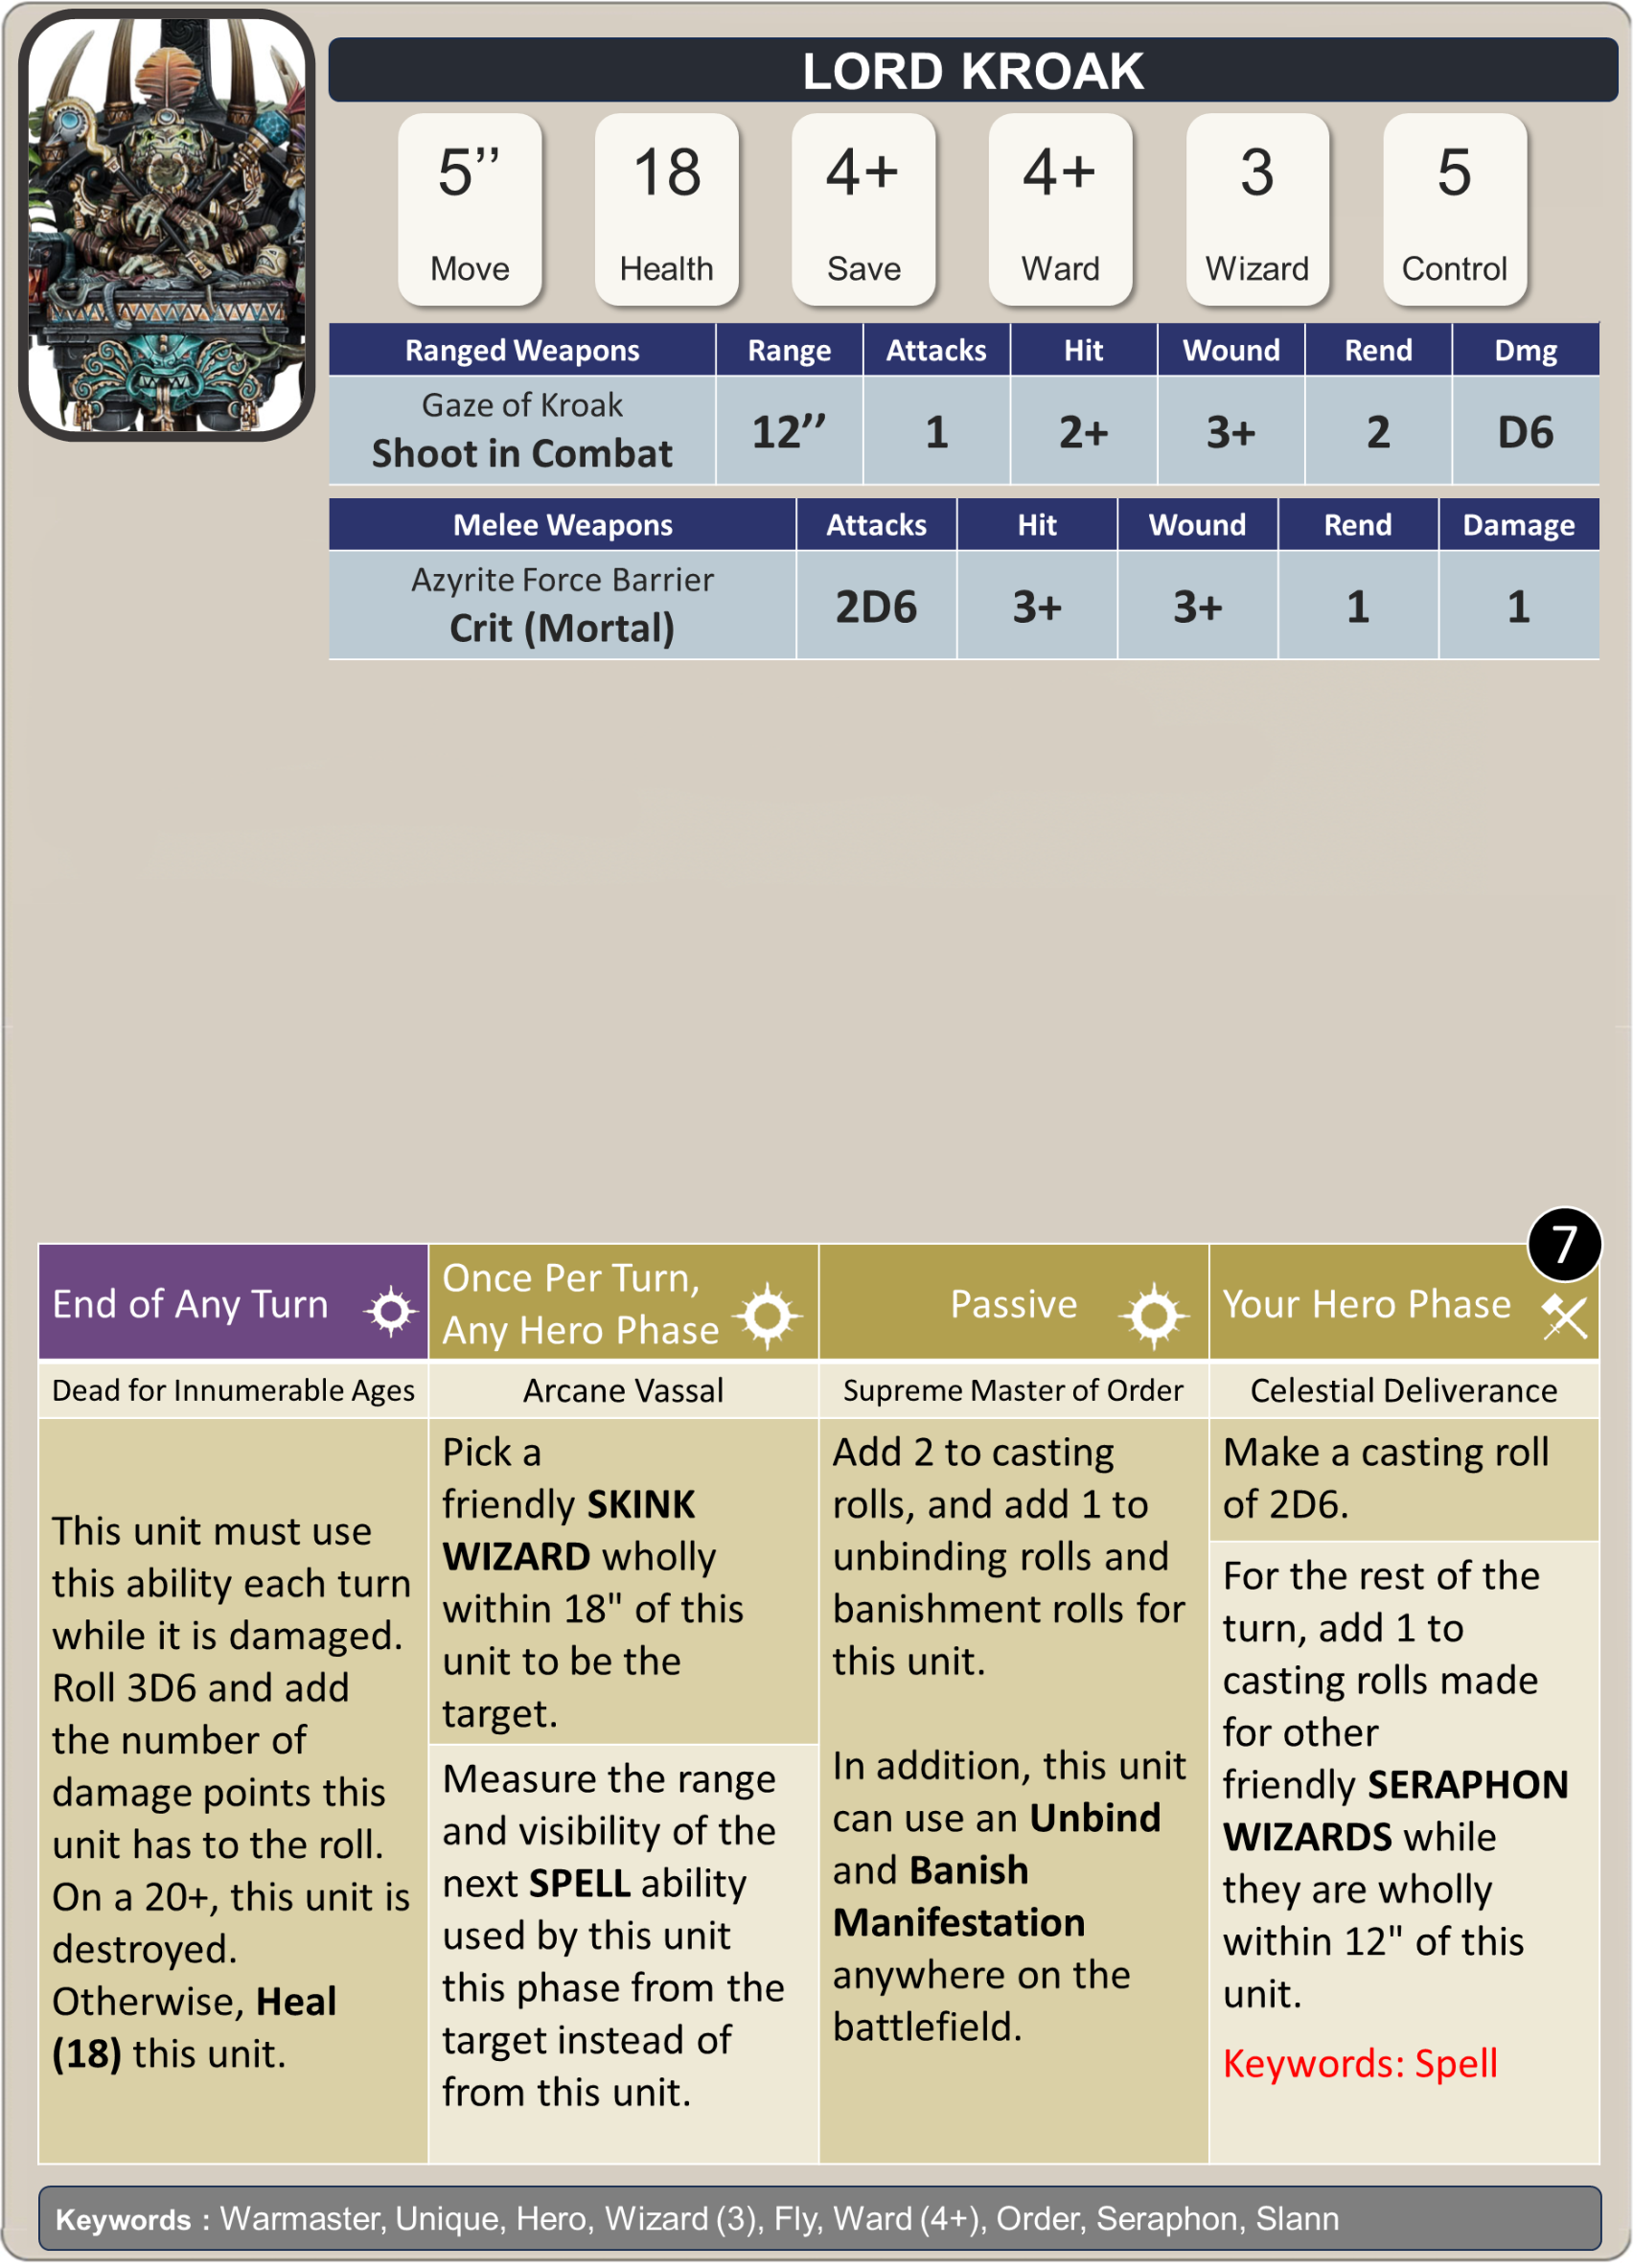 LORD KROAK
5’’ 18 4+ 4+ 3 5
Move Health Save Ward Wizard Control
Ranged Weapons Range Attacks Hit Wound Rend Dmg
Gaze of Kroak
Shoot in Combat 12’’ 1 2+ 3+ 2 D6
Melee Weapons Attacks Hit Wound Rend Damage
Azyrite Force Barrier
Crit (Mortal) 2D6 3+ 3+ 1 1
7
End of Any Turn
Dead for Innumerable Ages
This unit must use
this ability each turn
while it is damaged.
Roll 3D6 and add
the number of
damage points this
unit has to the roll.
On a 20+, this unit is
destroyed.
Otherwise, Heal
(18) this unit.
Once Per Turn,
Any Hero Phase
Arcane Vassal
Pick a
friendly SKINK
WIZARD wholly
within 18" of this
unit to be the
target.
Measure the range
and visibility of the
next SPELL ability
used by this unit
this phase from the
target instead of
from this unit.
Passive
Supreme Master of Order
Add 2 to casting
rolls, and add 1 to
unbinding rolls and
banishment rolls for
this unit.
In addition, this unit
can use an Unbind
and Banish
Manifestation
anywhere on the
battlefield.
Your Hero Phase
Celestial Deliverance
Make a casting roll
of 2D6.
For the rest of the
turn, add 1 to
casting rolls made
for other
friendly SERAPHON
WIZARDS while
they are wholly
within 12" of this
unit.
Keywords: Spell
Keywords : Warmaster, Unique, Hero, Wizard (3), Fly, Ward (4+), Order, Seraphon, Slann